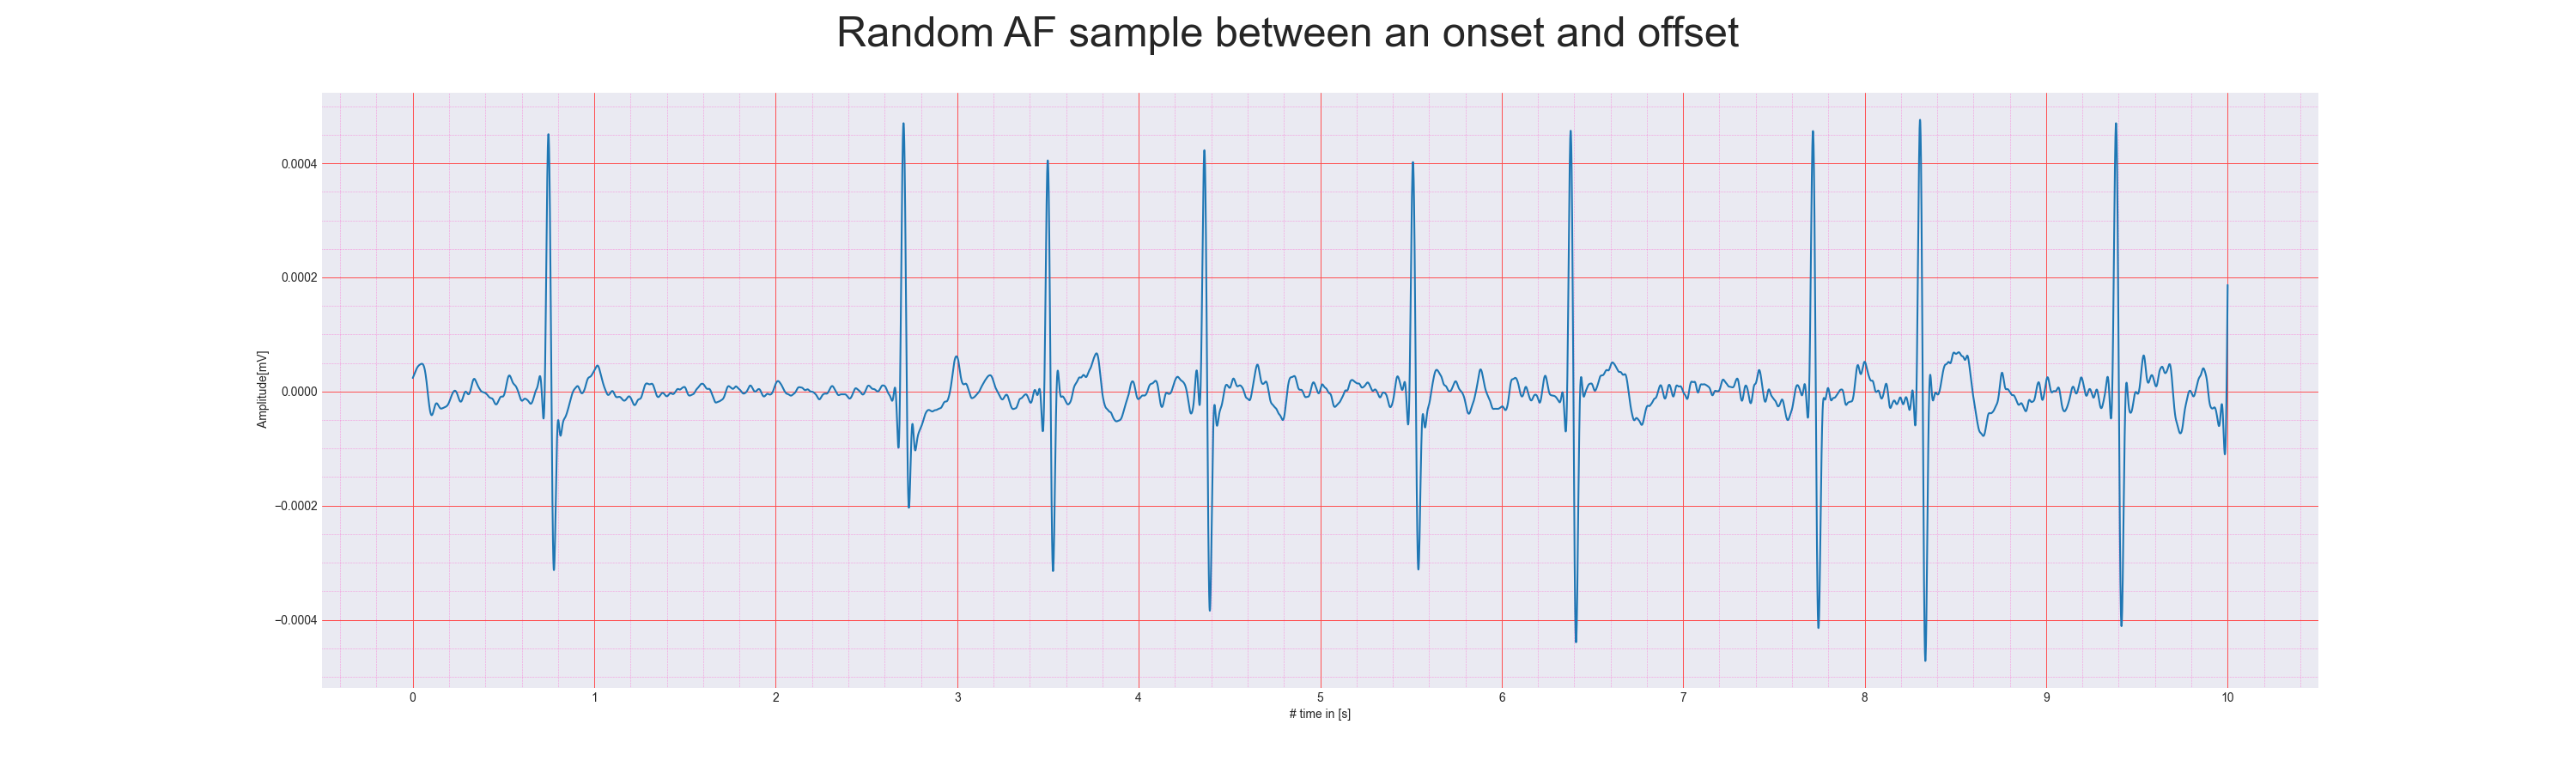 Random AF sample between an onset and offset
0.0004
0.0002
0.0000
−0.0002
−0.0004
Amplitude[mV]
0 1 2 3 4 5 6 7 8 9 10
# time in [s]